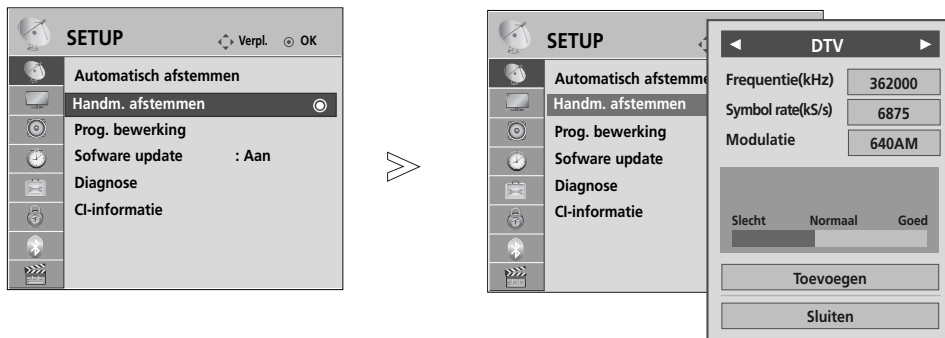 SETUP Verpl. OK
Automatisch afstemmen
Handm. afstemmen
Prog. bewerking
Sofware update : Aan
Diagnose
CI-informatie
SETUP
Automatisch afstemme
Handm. afstemmen
Prog. bewerking
Sofware update
Diagnose
CI-informatie
◄ DTV ►
Frequentie(kHz) 362000
Symbol rate(kS/s) 6875
Modulatie 640AM
Slecht Normaal Goed
Toevoegen
Sluiten